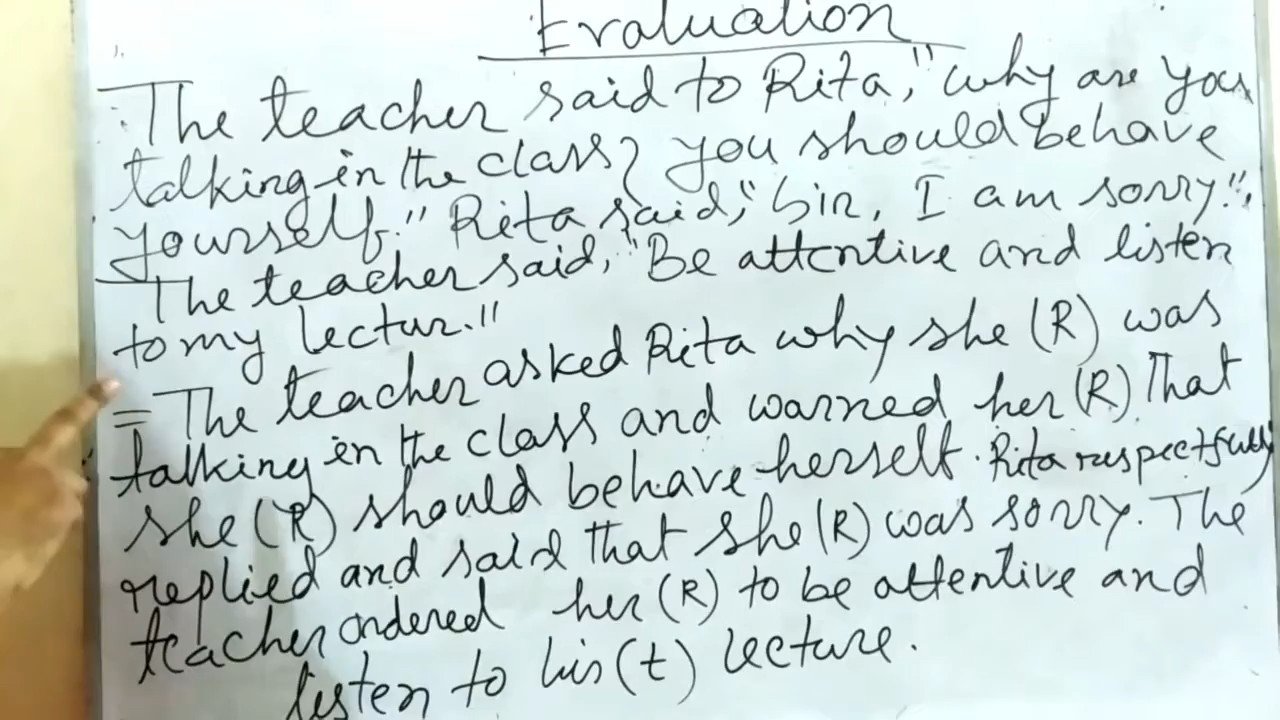 Evaluation
The teacher said to Rita, "why are you
talking in the class? you should behave
yourself." Rita said, "Sir, I am sorry".
The teacher said, "Be attentive and listen
to my lectur."
= The teacher asked Rita why she (R) was
talking in the class and warned her (R) That
she (R) should behave herself. Rita respectfully
replied and said that she (R) was sorry. The
teacher ordered her (R) to be attentive and
listen to his (t) lecture.